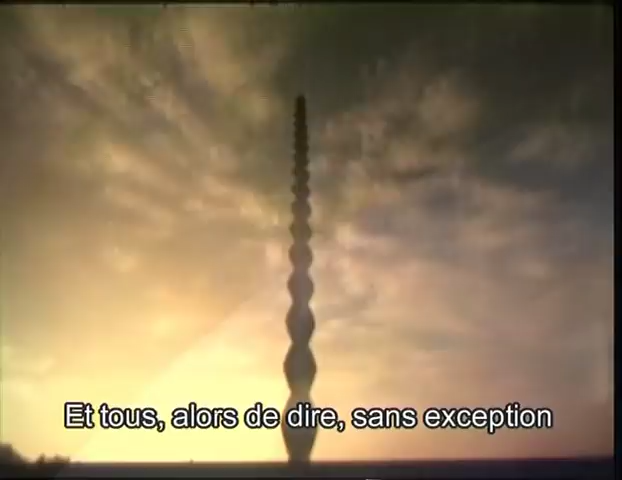 Et tous, alors de dire, sans exception